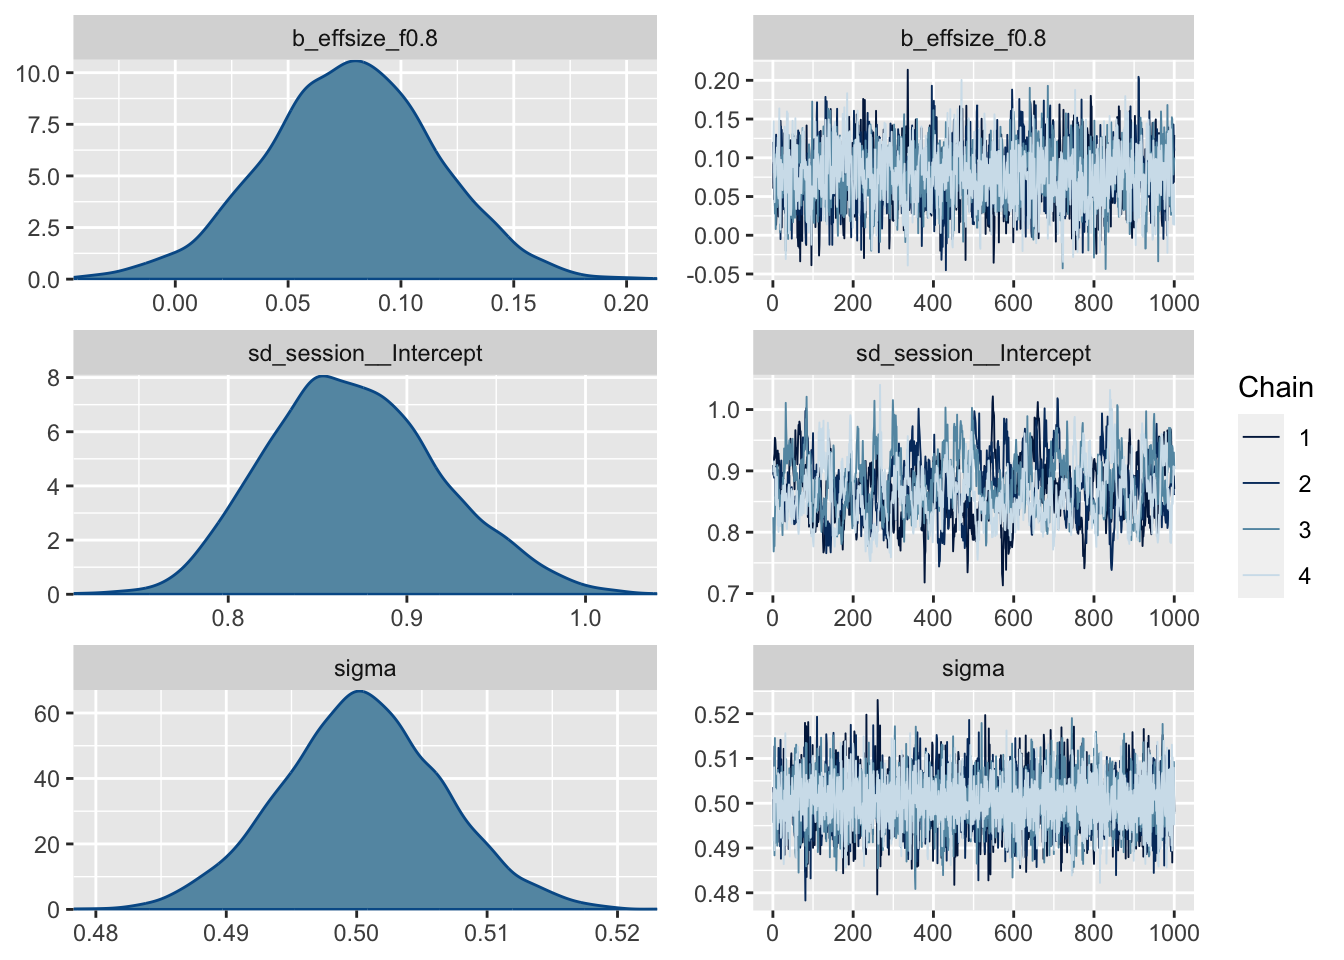 b_effsize_f0.8
b_effsize_f0.8
10.0
7.5
5.0
2.5
0.0
0.00 0.05 0.10 0.15 0.20
0.20
0.15
0.10
0.05
0.00
-0.05
0 200 400 600 800 1000
sd_session__Intercept
sd_session__Intercept
8
6
4
2
0
0.8 0.9 1.0
1.0
0.9
0.8
0.7
0 200 400 600 800 1000
Chain
1
2
3
4
sigma
sigma
60
40
20
0
0.48 0.49 0.50 0.51 0.52
0.52
0.51
0.50
0.49
0.48
0 200 400 600 800 1000